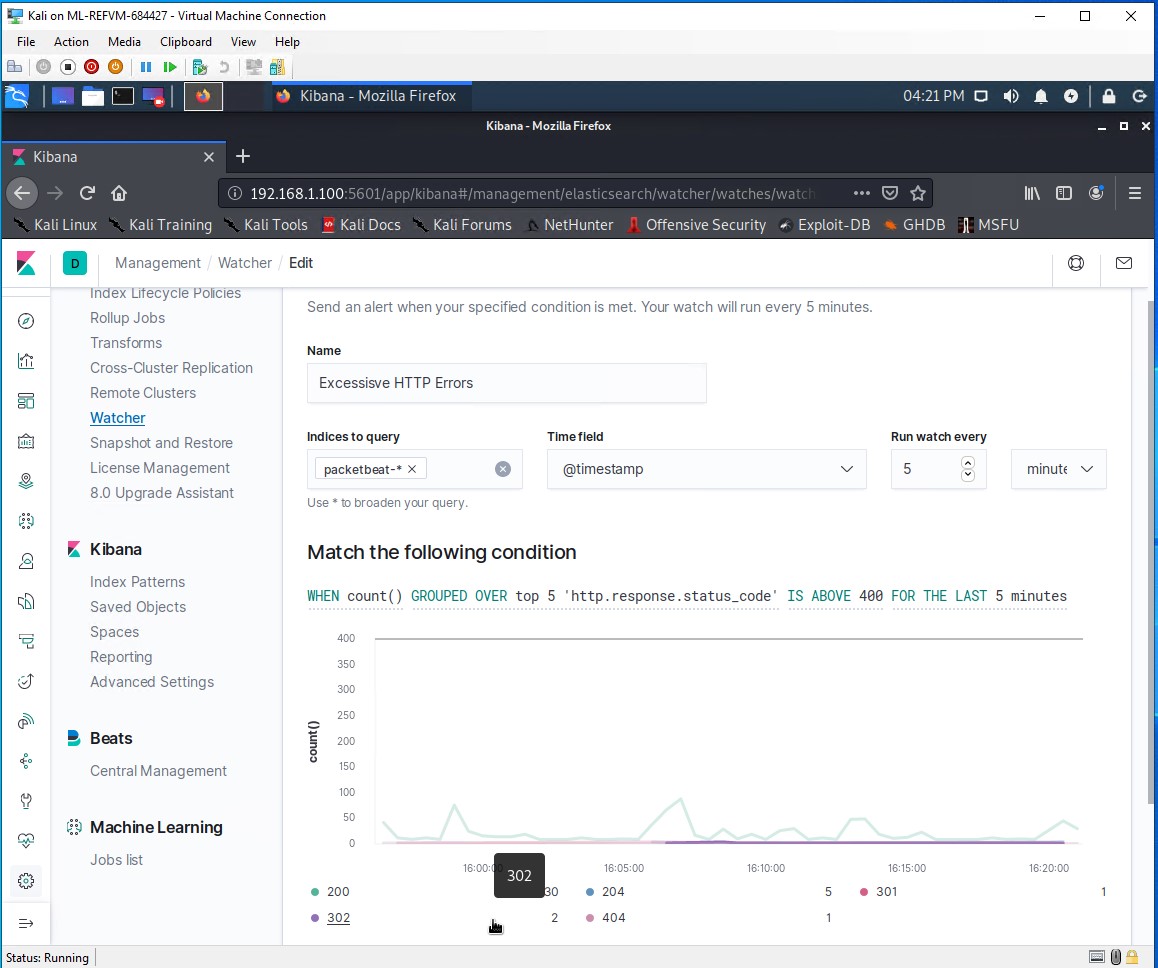 Kali on ML-REFVM-684427 - Virtual Machine Connection
File Action Media Clipboard View Help
Kibana - Mozilla Firefox 04:21 PM
Kibana - Mozilla Firefox
Kibana
192.168.1.100:5601/app/kibana#/management/elasticsearch/watcher/watches/watch
Kali Linux Kali Training Kali Tools Kali Docs Kali Forums NetHunter Offensive Security Exploit-DB GHDB MSFU
D Management / Watcher / Edit
Index Lifecycle Policies
Rollup Jobs
Transforms
Cross-Cluster Replication
Remote Clusters
Watcher
Snapshot and Restore
License Management
8.0 Upgrade Assistant
Kibana
Index Patterns
Saved Objects
Spaces
Reporting
Advanced Settings
Beats
Central Management
Machine Learning
Jobs list
Send an alert when your specified condition is met. Your watch will run every 5 minutes.
Name
Excessisve HTTP Errors
Indices to query Time field Run watch every
packetbeat-* @timestamp 5 minute
Use * to broaden your query.
Match the following condition
WHEN count() GROUPED OVER top 5 'http.response.status_code' IS ABOVE 400 FOR THE LAST 5 minutes
400
350
300
250
200
150
100
50
0
count()
16:00:00 16:05:00 16:10:00 16:15:00 16:20:00
302
200 30 204 5 301 1
302 2 404 1
Status: Running